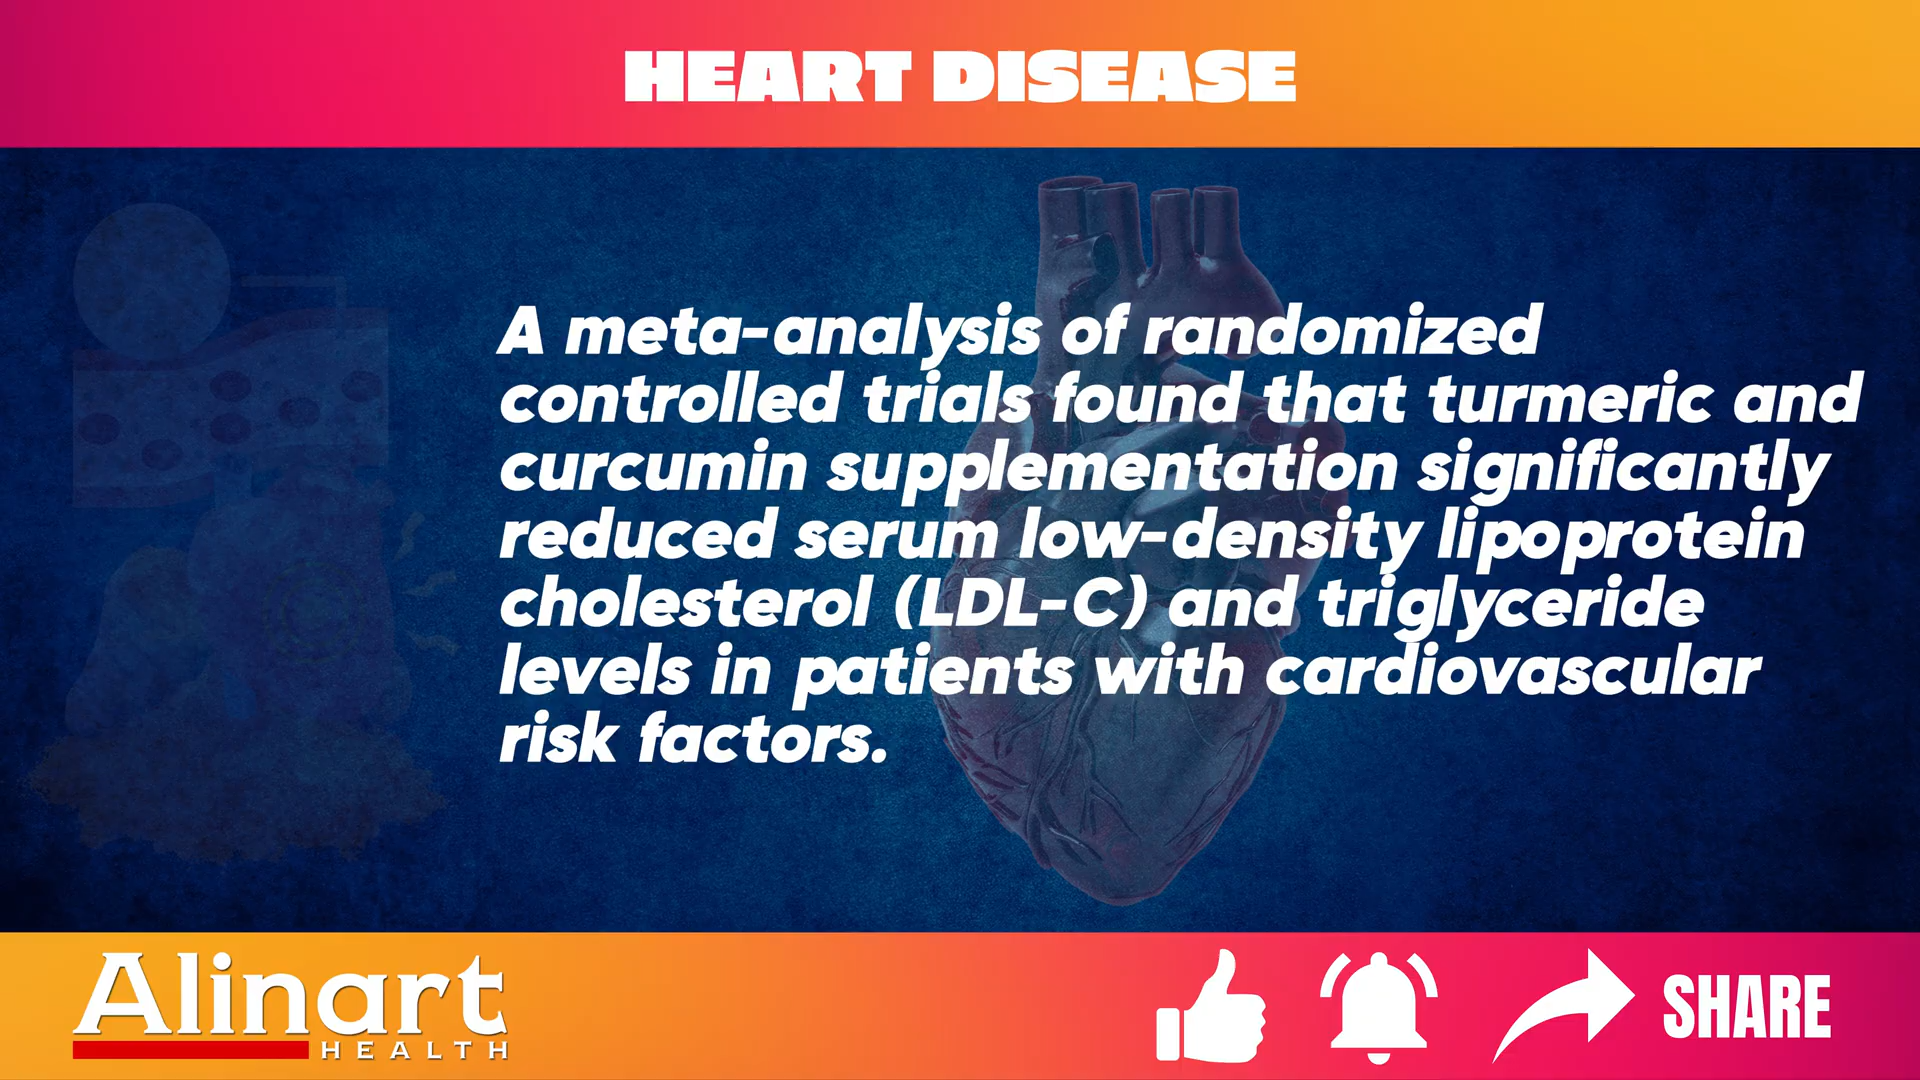 HEART DISEASE
A meta-analysis of randomized
controlled trials found that turmeric and
curcumin supplementation significantly
reduced serum low-density lipoprotein
cholesterol (LDL-C) and triglyceride
levels in patients with cardiovascular
risk factors.
Alinart
HEALTH
SHARE